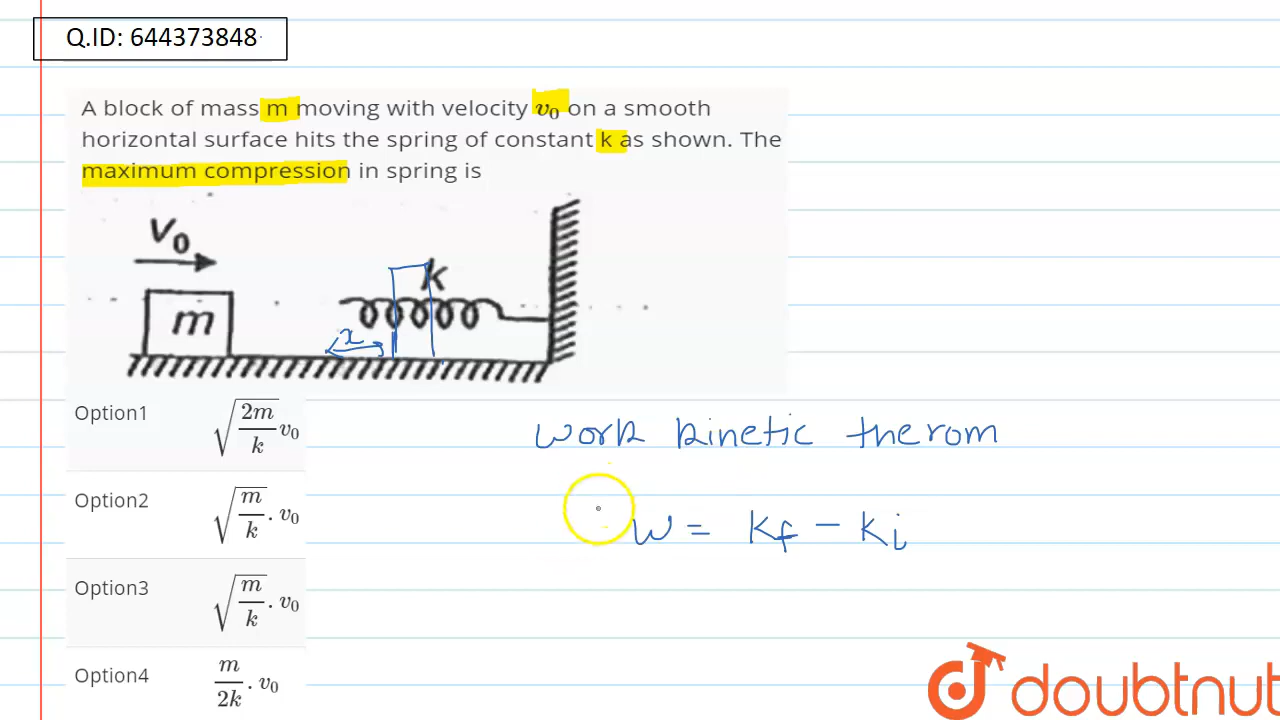 Q.ID: 644373848
A block of mass m moving with velocity v₀ on a smooth
horizontal surface hits the spring of constant k as shown. The
maximum compression in spring is
V₀
k
m
x
Option1 √(2m/k) v₀
Option2 √(m/k) . v₀
Option3 √(m/k) . v₀
Option4 m/2k . v₀
work kinetic therom
W = Kf - Ki
doubtnut